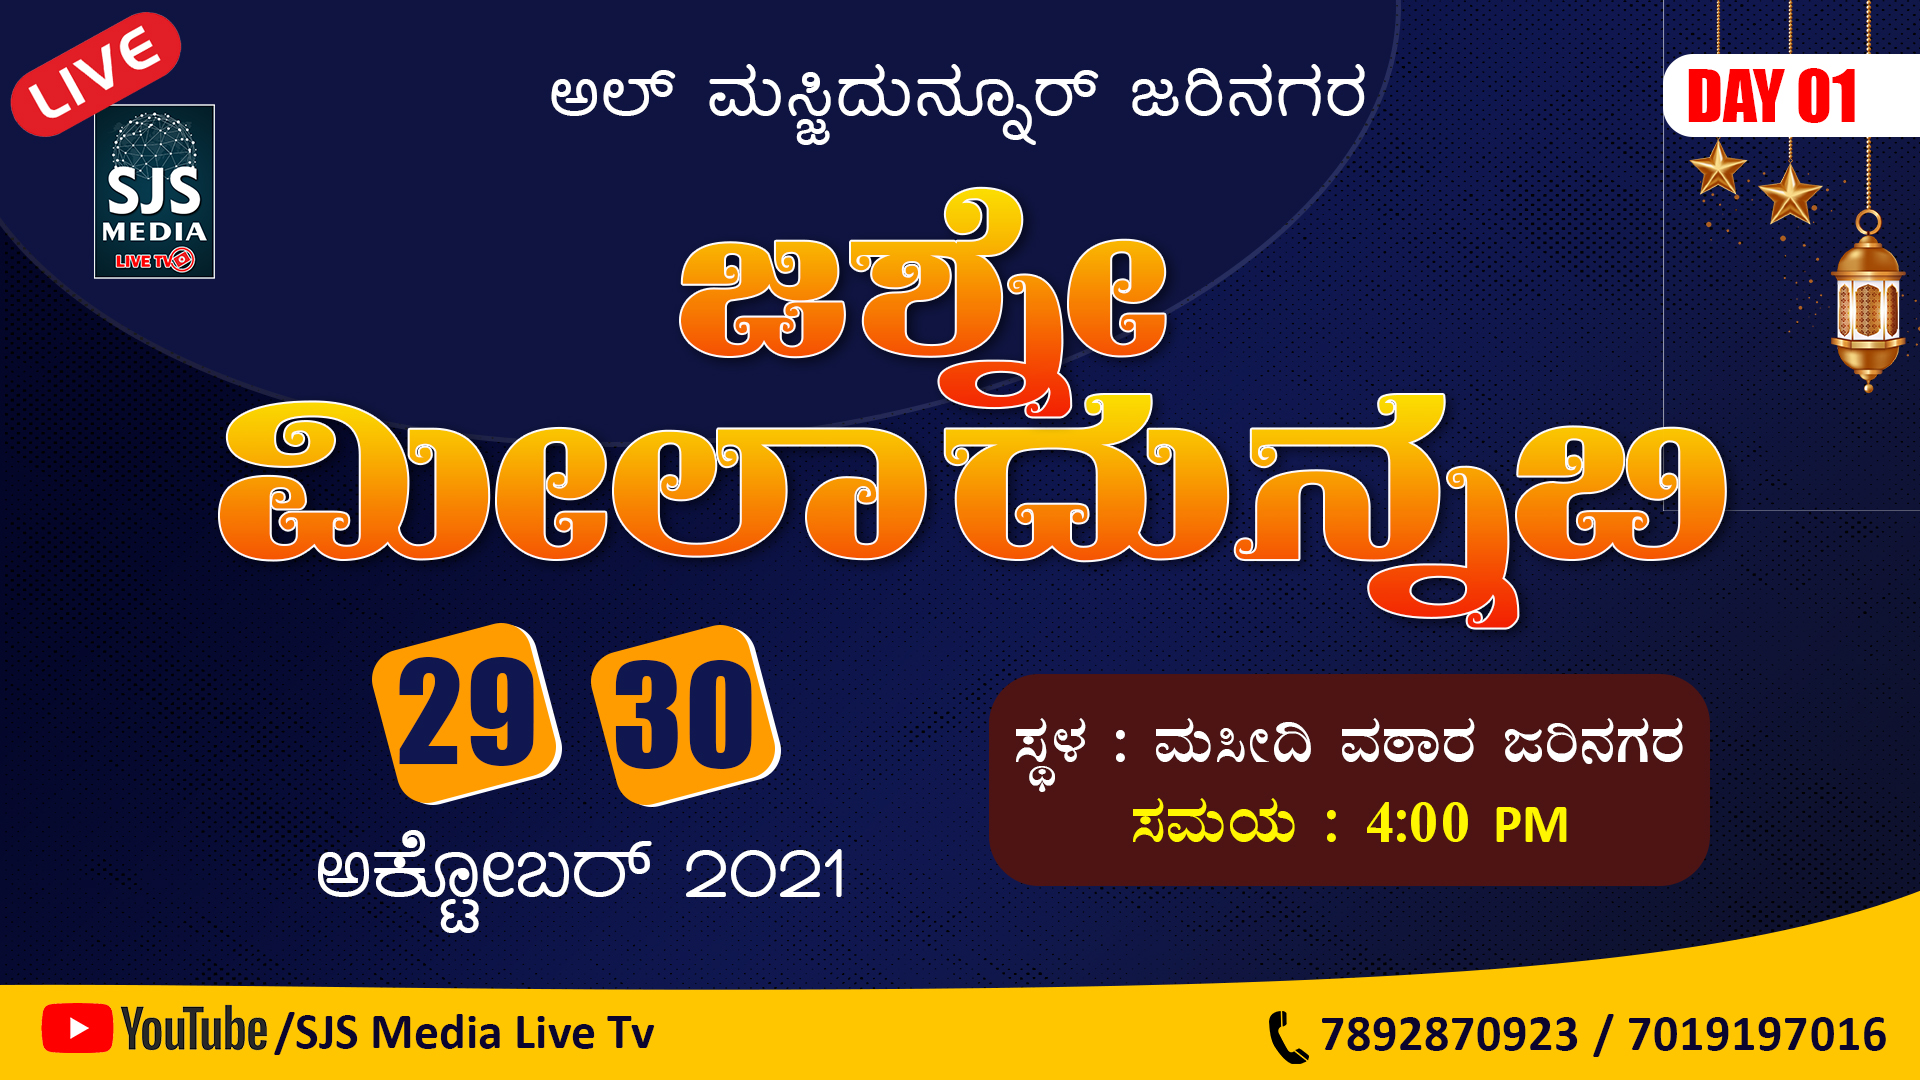 LIVE
SJS
MEDIA
LIVE TV
ಅಲ್ ಮಸ್ಜಿದುನ್ನೂರ್ ಜರಿನಗರ
DAY 01
ಜಶ್ನೇ
ಮೀಲಾದುನ್ನಬಿ
29 30
ಅಕ್ಟೋಬರ್ 2021
ಸ್ಥಳ : ಮಸೀದಿ ವಠಾರ ಜರಿನಗರ
ಸಮಯ : 4:00 PM
YouTube /SJS Media Live Tv
7892870923 / 7019197016